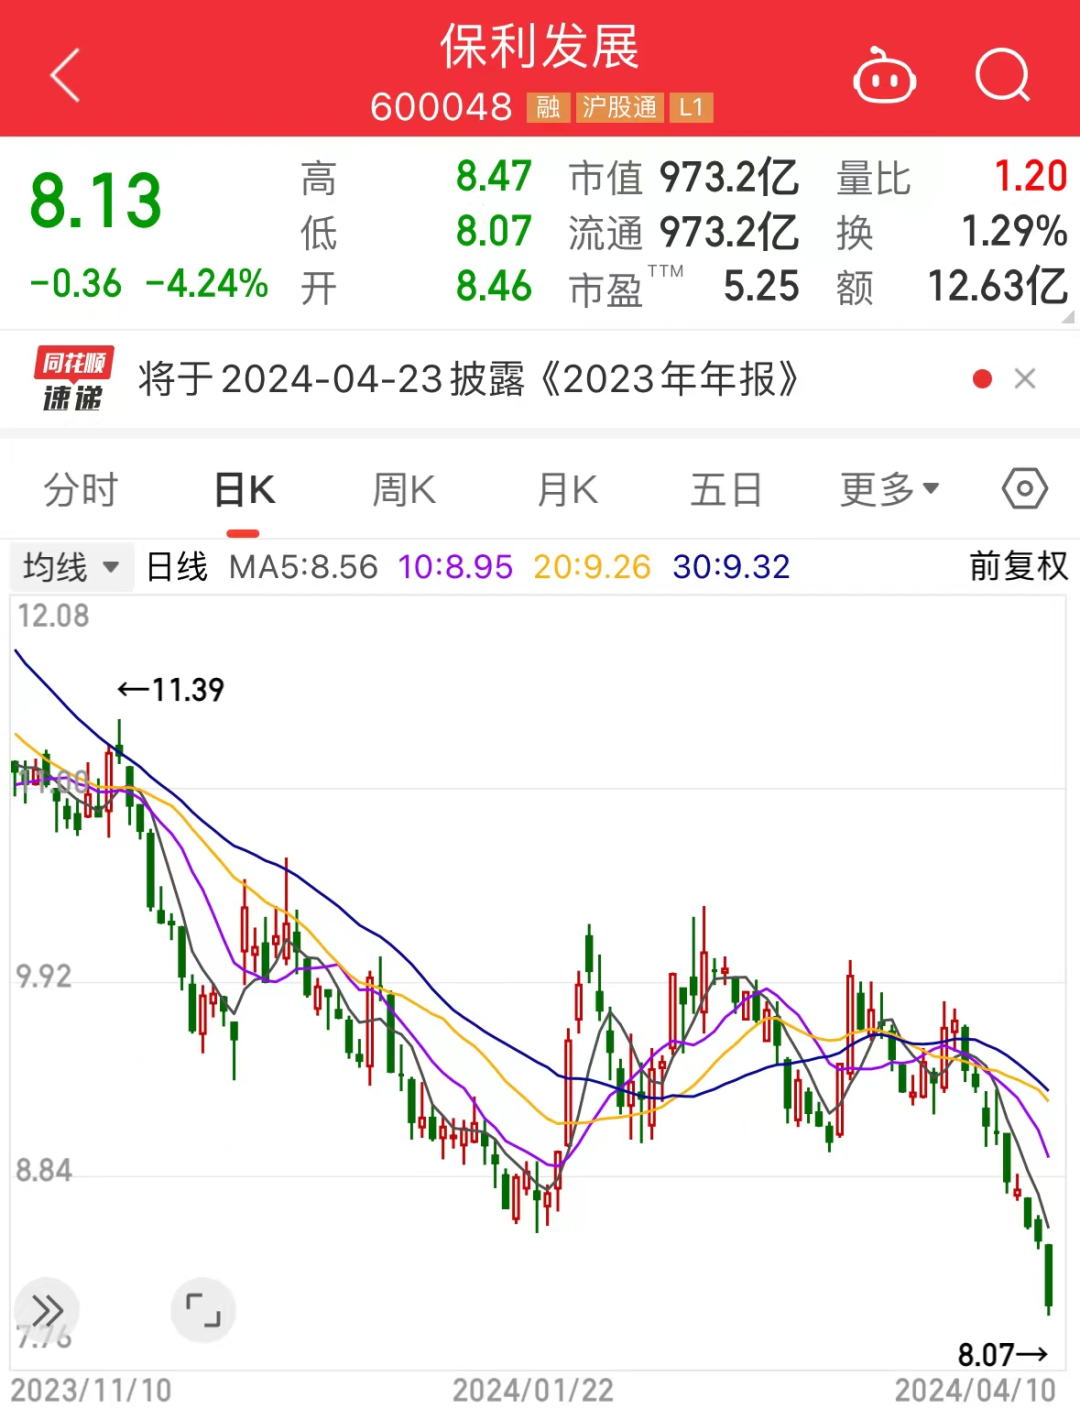 保利发展
600048 融 沪股通 L1
8.13
-0.36 -4.24%
高 8.47 市值 973.2亿 量比 1.20
低 8.07 流通 973.2亿 换 1.29%
开 8.46 市盈TTM 5.25 额 12.63亿
同花顺
速递
将于2024-04-23披露《2023年年报》
分时 日K 周K 月K 五日 更多
均线 日线 MA5:8.56 10:8.95 20:9.26 30:9.32 前复权
12.08
←11.39
11.00
9.92
8.84
7.76
8.07→
2023/11/10 2024/01/22 2024/04/10